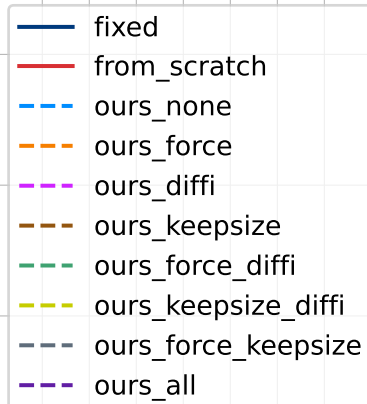 fixed
from_scratch
ours_none
ours_force
ours_diffi
ours_keepsize
ours_force_diffi
ours_keepsize_diffi
ours_force_keepsize
ours_all